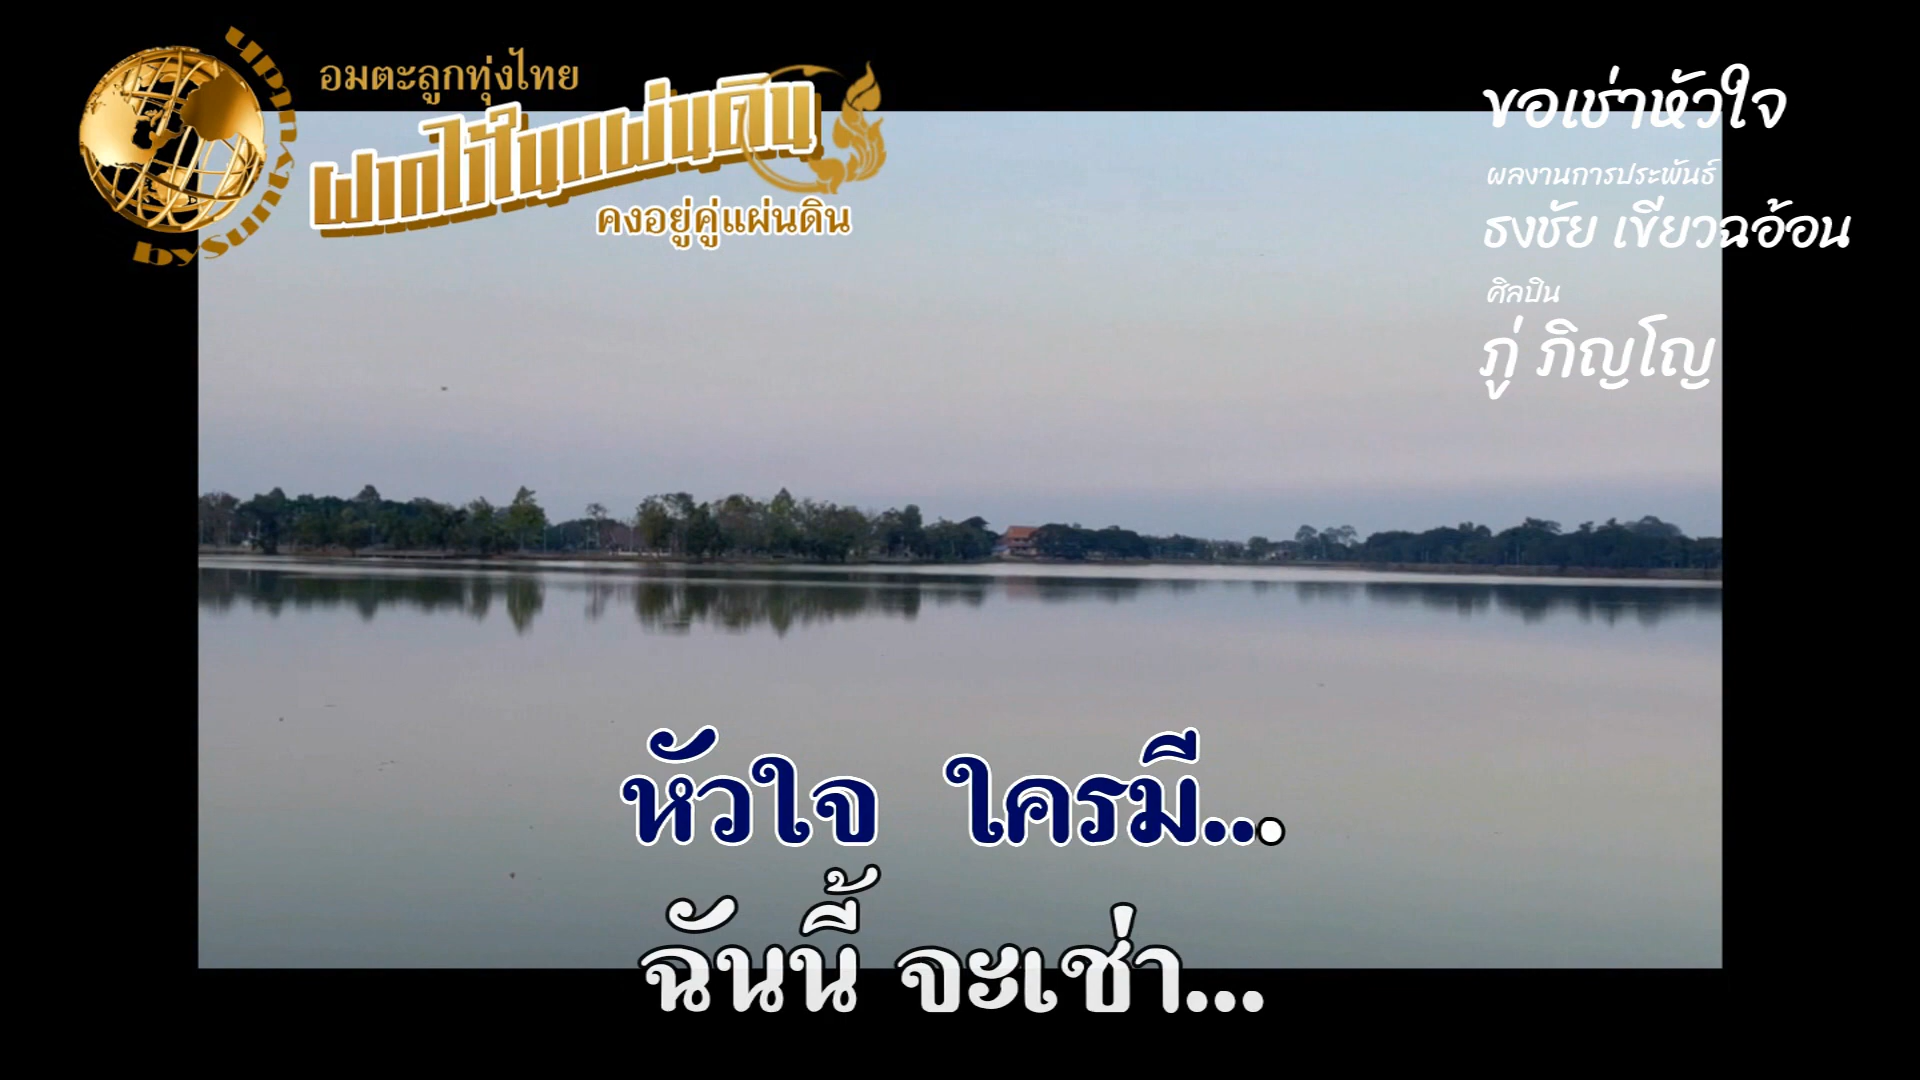 อมตะลูกทุ่งไทย
ฝากไว้ในแผ่นดิน
คงอยู่คู่แผ่นดิน
bysunyupan
ขอเช่าหัวใจ
ผลงานการประพันธ์
ธงชัย เขียวฉอ้อน
ศิลปิน
ภู่ ภิญโญ
หัวใจ ใครมี...
ฉันนี้ จะเช่า...